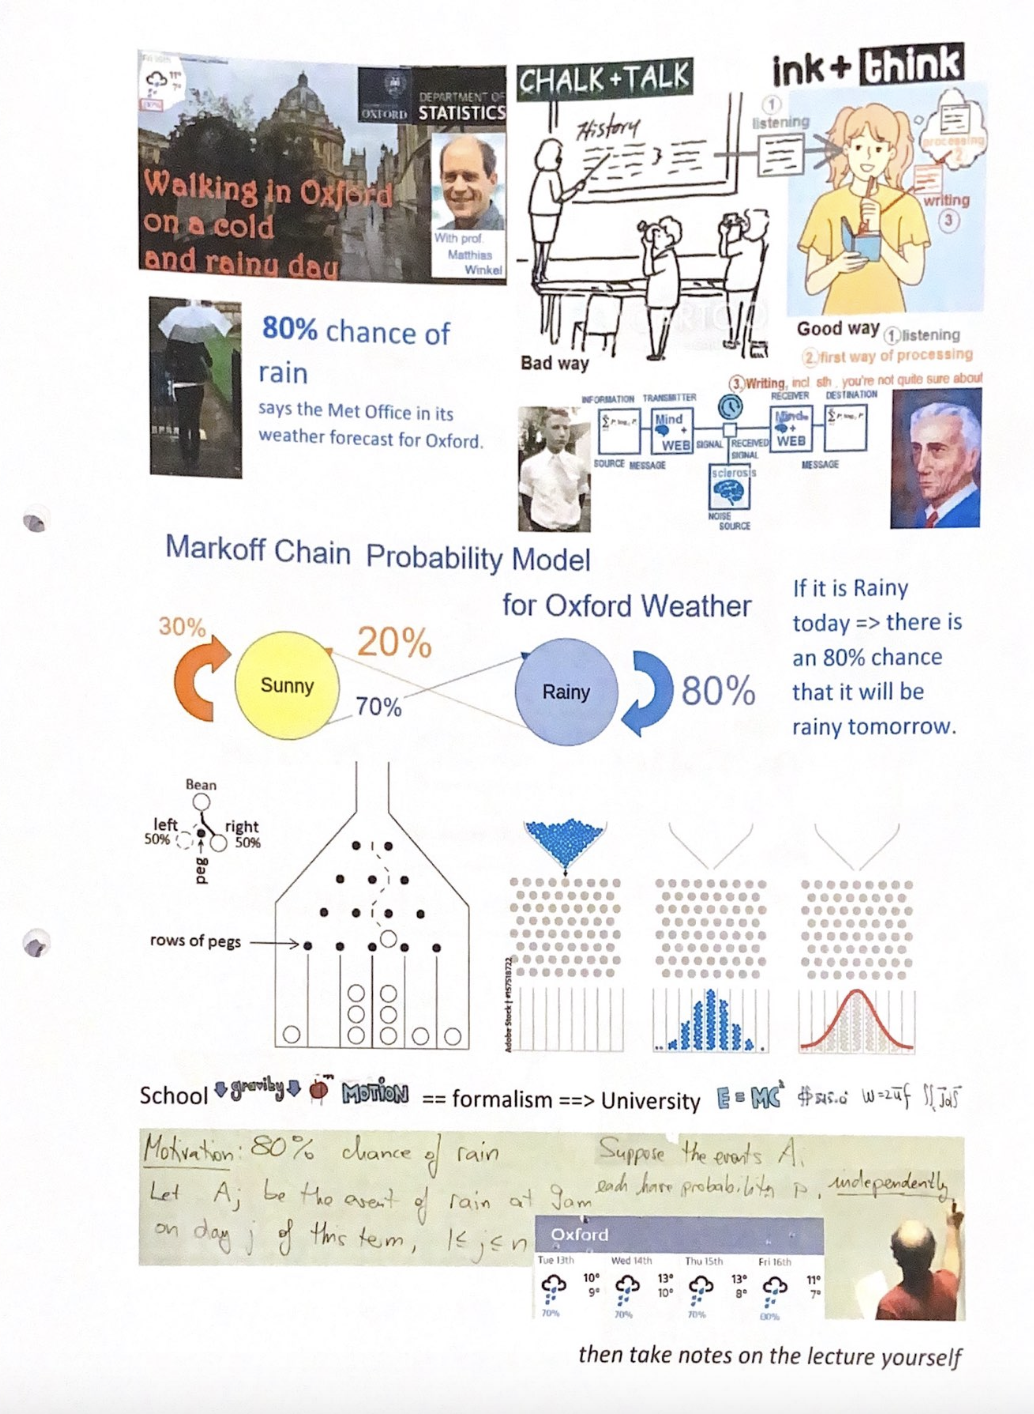 Fri 16th
11°
7°
80%
OXFORD
DEPARTMENT OF
STATISTICS
Walking in Oxford
on a cold
and rainy day
With prof.
Matthias
Winkel
CHALK+TALK
History
Bad way
ink + think
1
listening
processing
2
writing
3
Good way
1 listening
2. first way of processing
3. Writing, incl sth , you're not quite sure about
80% chance of
rain
says the Met Office in its
weather forecast for Oxford.
INFORMATION TRANSMITTER
RECEIVER DESTINATION
Mind
+
WEB
SIGNAL
RECEIVED
SIGNAL
Mind
WEB
SOURCE MESSAGE
MESSAGE
sclerosis
NOISE
SOURCE
Markoff Chain Probability Model
for Oxford Weather
30%
Sunny
20%
70%
Rainy
80%
If it is Rainy
today => there is
an 80% chance
that it will be
rainy tomorrow.
Bean
left
50%
right
50%
peg
rows of pegs
Adobe Stock | #157518722
School gravity MOTION == formalism ==> University E = MC²
Motivation: 80% chance of rain
Let Aj be the event of rain at 9am
on day j of this term, 1≤ j ≤ n
Suppose the events Aj
each have probability p, independently
Oxford
Tue 13th Wed 14th Thu 15th Fri 16th
10° 13° 13° 11°
9° 10° 8° 7°
70% 70% 70% 80%
then take notes on the lecture yourself